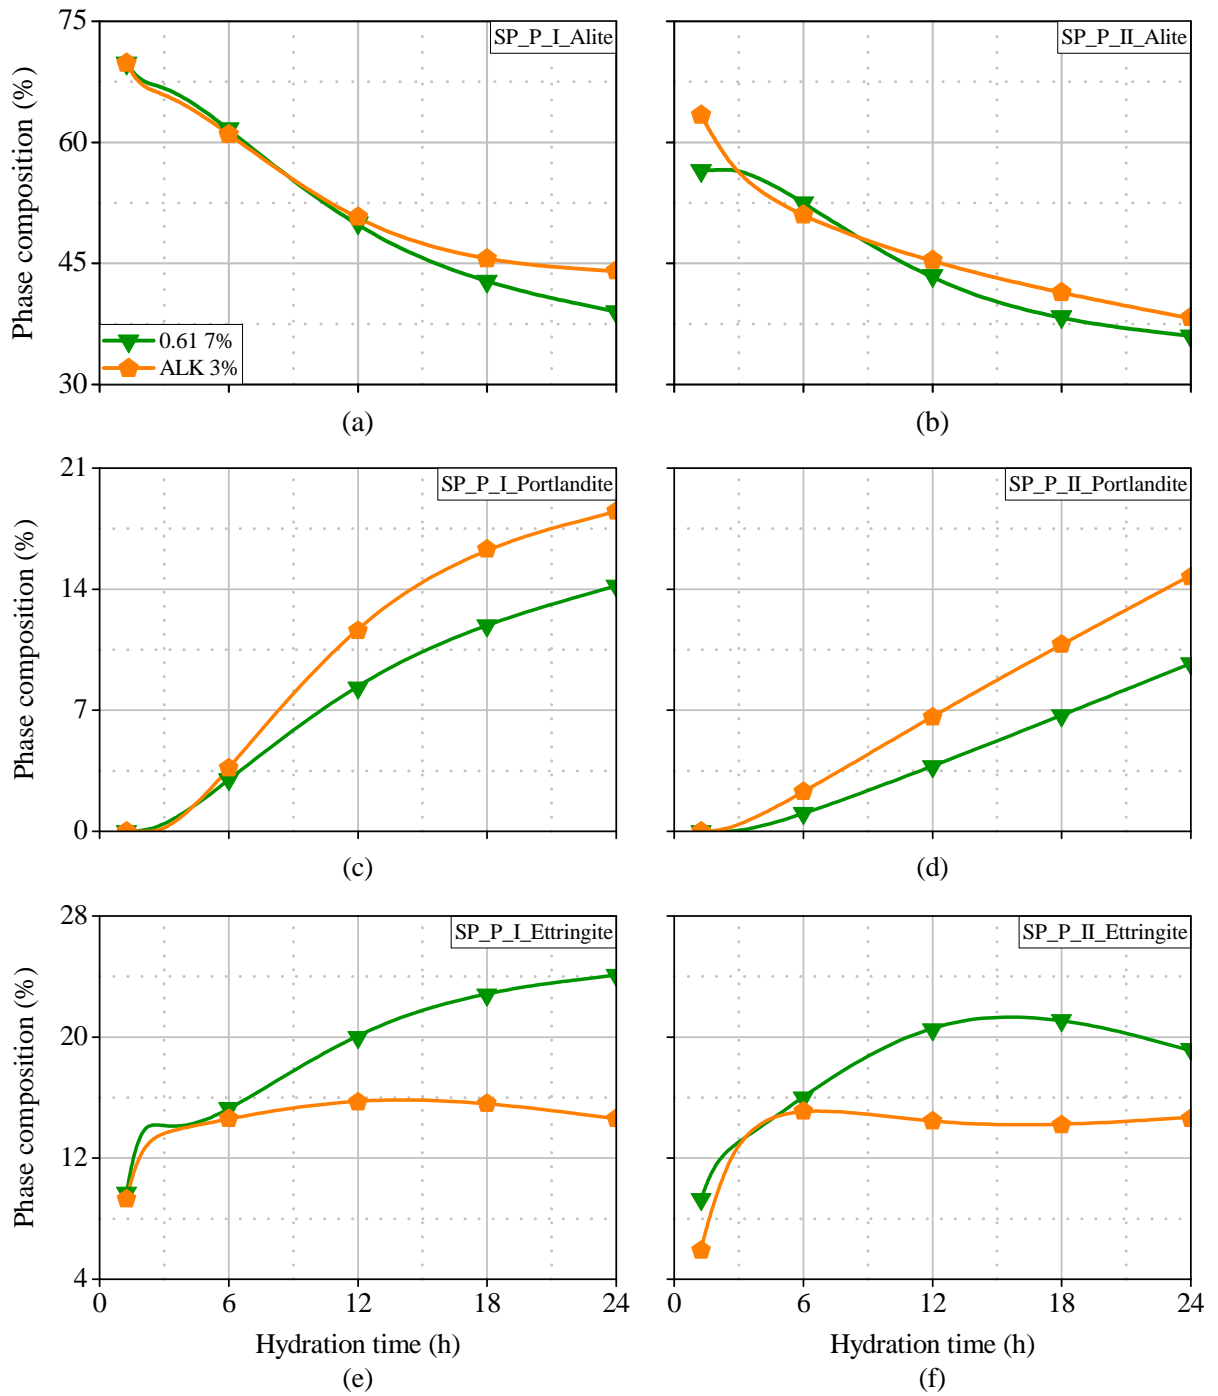 75
60
45
30
Phase composition (%)
SP_P_I_Alite
0.61 7%
ALK 3%
(a)
SP_P_II_Alite
(b)
21
14
7
0
Phase composition (%)
SP_P_I_Portlandite
(c)
SP_P_II_Portlandite
(d)
28
20
12
4
Phase composition (%)
SP_P_I_Ettringite
0 6 12 18 24
Hydration time (h)
(e)
SP_P_II_Ettringite
0 6 12 18 24
Hydration time (h)
(f)